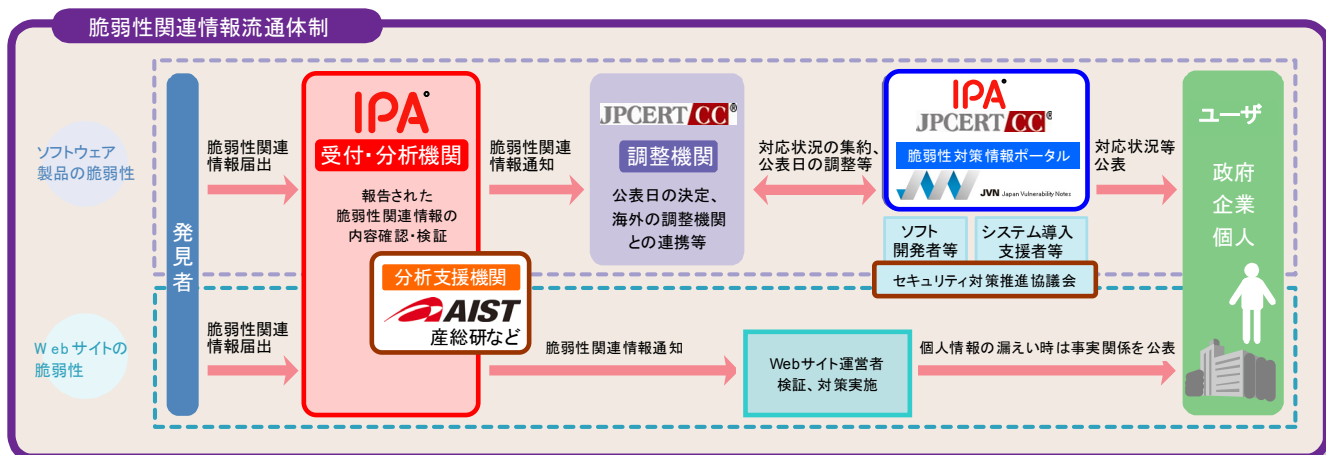 脆弱性関連情報流通体制
ソフトウェア
製品の脆弱性
発見者
脆弱性関連
情報届出
IPA
受付・分析機関
報告された
脆弱性関連情報の
内容確認・検証
分析支援機関
AIST
産総研など
脆弱性関連
情報通知
JPCERT/CC®
調整機関
公表日の決定、
海外の調整機関
との連携等
対応状況の集約、
公表日の調整等
IPA
JPCERT/CC®
脆弱性対策情報ポータル
JVN Japan Vulnerability Notes
ソフト
開発者等
システム導入
支援者等
セキュリティ対策推進協議会
対応状況等
公表
ユーザ
政府
企業
個人
Webサイトの
脆弱性
脆弱性関連
情報届出
脆弱性関連情報通知
Webサイト運営者
検証、対策実施
個人情報の漏えい時は事実関係を公表